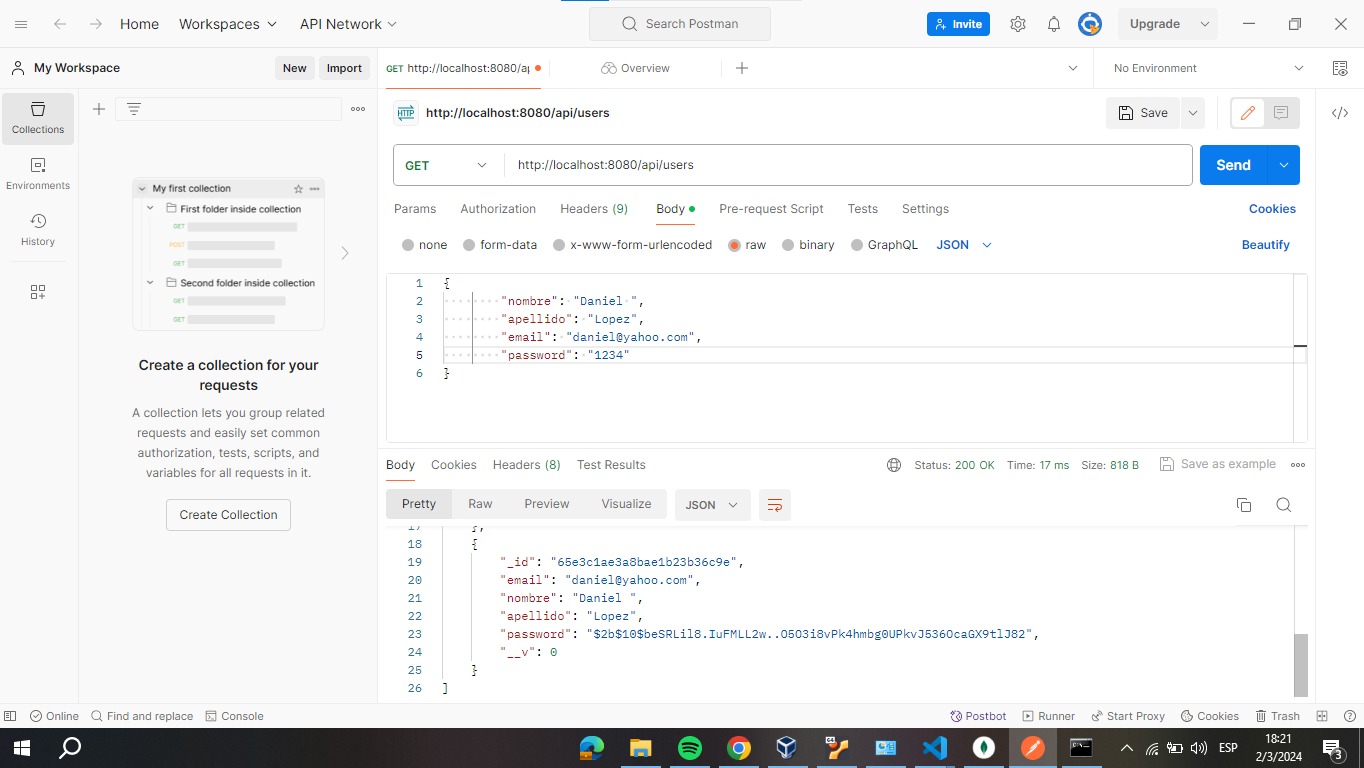 Home Workspaces API Network Search Postman Invite Upgrade
My Workspace New Import GET http://localhost:8080/ap Overview No Environment
Collections
Environments
History
My first collection
First folder inside collection
GET
POST
GET
Second folder inside collection
GET
GET
Create a collection for your
requests
A collection lets you group related
requests and easily set common
authorization, tests, scripts, and
variables for all requests in it.
Create Collection
HTTP http://localhost:8080/api/users Save
GET http://localhost:8080/api/users Send
Params Authorization Headers (9) Body Pre-request Script Tests Settings Cookies
none form-data x-www-form-urlencoded raw binary GraphQL JSON Beautify
1 {
2 "nombre": "Daniel ",
3 "apellido": "Lopez",
4 "email": "daniel@yahoo.com",
5 "password": "1234"
6 }
Body Cookies Headers (8) Test Results Status: 200 OK Time: 17 ms Size: 818 B Save as example
Pretty Raw Preview Visualize JSON
17 },
18 {
19 "_id": "65e3c1ae3a8bae1b23b36c9e",
20 "email": "daniel@yahoo.com",
21 "nombre": "Daniel ",
22 "apellido": "Lopez",
23 "password": "$2b$10$beSRLil8.IuFMLL2w..O5O3i8vPk4hmbg0UPkvJ536OcaGX9tlJ82",
24 "__v": 0
25 }
26 ]
Online Find and replace Console Postbot Runner Start Proxy Cookies Trash
ESP 18:21
2/3/2024 3